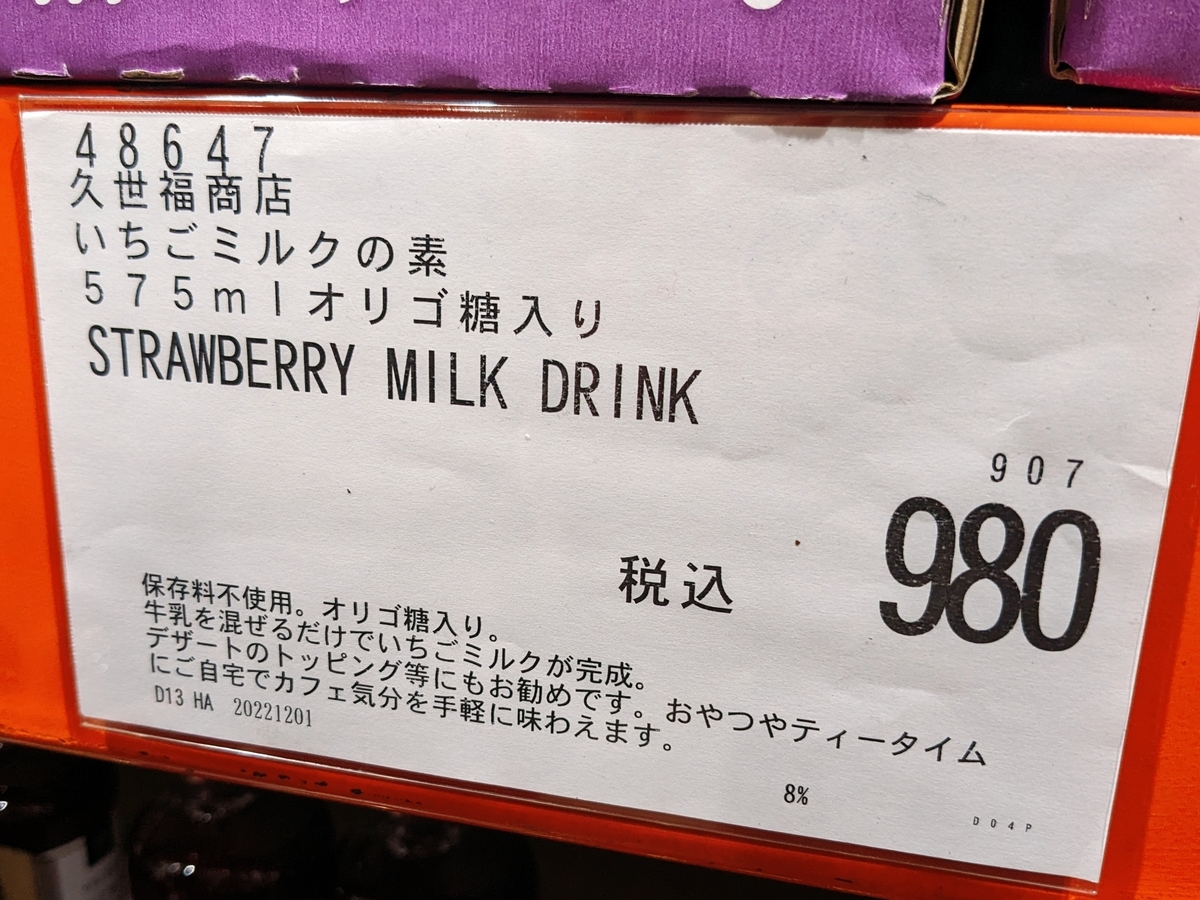 48647
久世福商店
いちごミルクの素
575mlオリゴ糖入り
STRAWBERRY MILK DRINK
907
980
税込
保存料不使用。オリゴ糖入り。
牛乳を混ぜるだけでいちごミルクが完成。
デザートのトッピング等にもお勧めです。おやつやティータイム
にご自宅でカフェ気分を手軽に味わえます。
D13 HA 20221201
8%
D04P